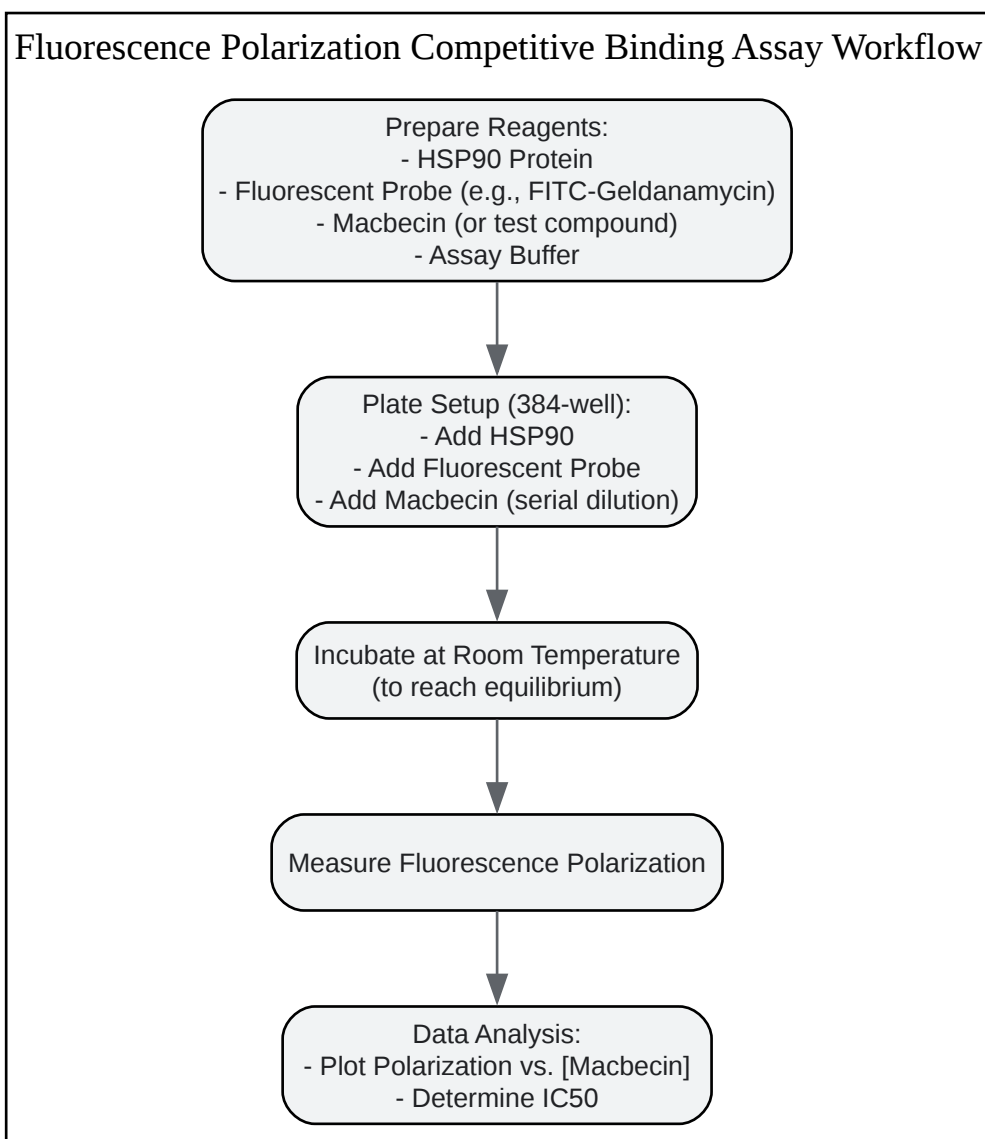 Fluorescence Polarization Competitive Binding Assay Workflow
Prepare Reagents:
- HSP90 Protein
- Fluorescent Probe (e.g., FITC-Geldanamycin)
- Macbecin (or test compound)
- Assay Buffer
Plate Setup (384-well):
- Add HSP90
- Add Fluorescent Probe
- Add Macbecin (serial dilution)
Incubate at Room Temperature
(to reach equilibrium)
Measure Fluorescence Polarization
Data Analysis:
- Plot Polarization vs. [Macbecin]
- Determine IC50